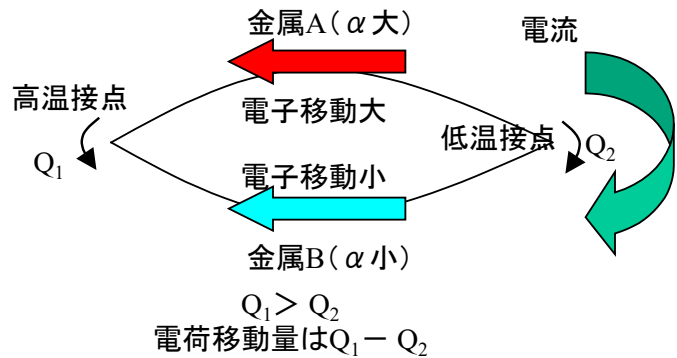 金属A(α大)
電流
高温接点
電子移動大
低温接点
Q₁
Q₂
電子移動小
金属B(α小)
Q₁> Q₂
電荷移動量はQ₁- Q₂